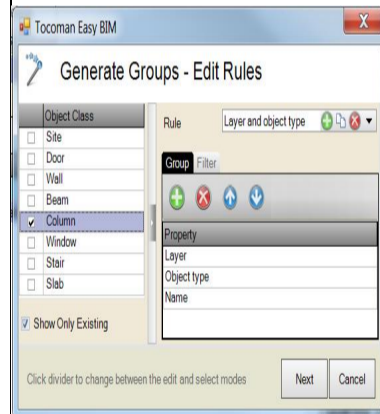 Tocoman Easy BIM
Generate Groups - Edit Rules
Object Class
Site
Door
Wall
Beam
Column
Window
Stair
Slab
Show Only Existing
Rule
Layer and object type
Group Filter
Property
Layer
Object type
Name
Click divider to change between the edit and select modes
Next Cancel